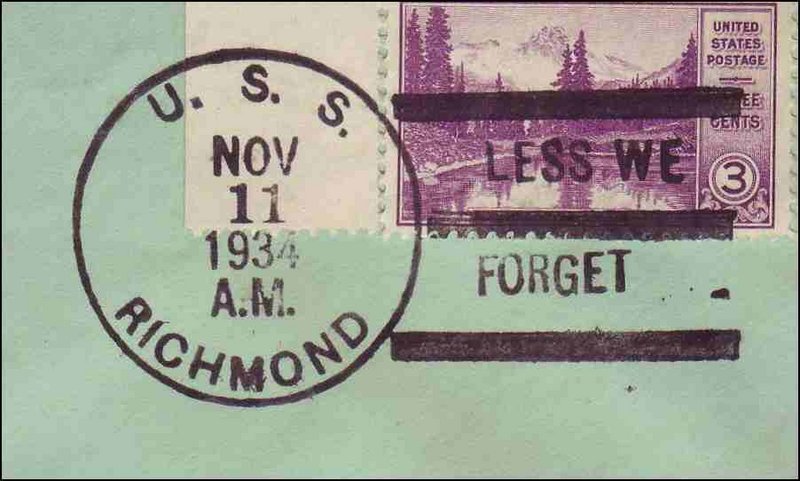 U. S. S.
NOV
11
1934
A.M.
RICHMOND
UNITED
STATES
POSTAGE
CENTS
3
LESS WE
FORGET